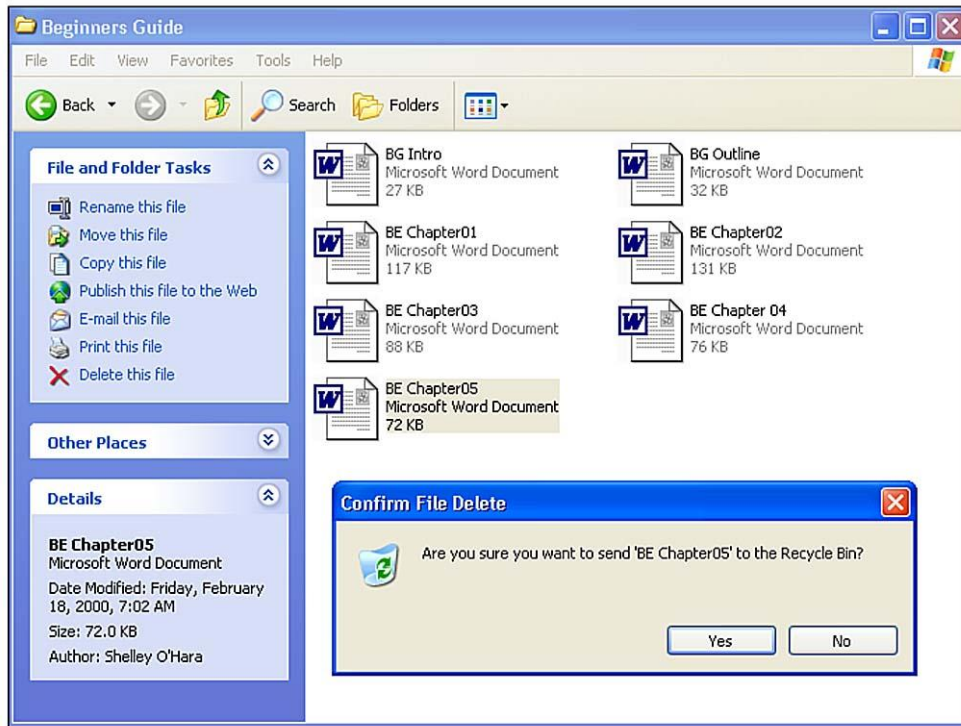 Beginners Guide
File Edit View Favorites Tools Help
Back Search Folders
File and Folder Tasks
Rename this file
Move this file
Copy this file
Publish this file to the Web
E-mail this file
Print this file
Delete this file
Other Places
Details
BE Chapter05
Microsoft Word Document
Date Modified: Friday, February
18, 2000, 7:02 AM
Size: 72.0 KB
Author: Shelley O'Hara
BG Intro
Microsoft Word Document
27 KB
BG Outline
Microsoft Word Document
32 KB
BE Chapter01
Microsoft Word Document
117 KB
BE Chapter02
Microsoft Word Document
131 KB
BE Chapter03
Microsoft Word Document
88 KB
BE Chapter 04
Microsoft Word Document
76 KB
BE Chapter05
Microsoft Word Document
72 KB
Confirm File Delete
Are you sure you want to send 'BE Chapter05' to the Recycle Bin?
Yes No